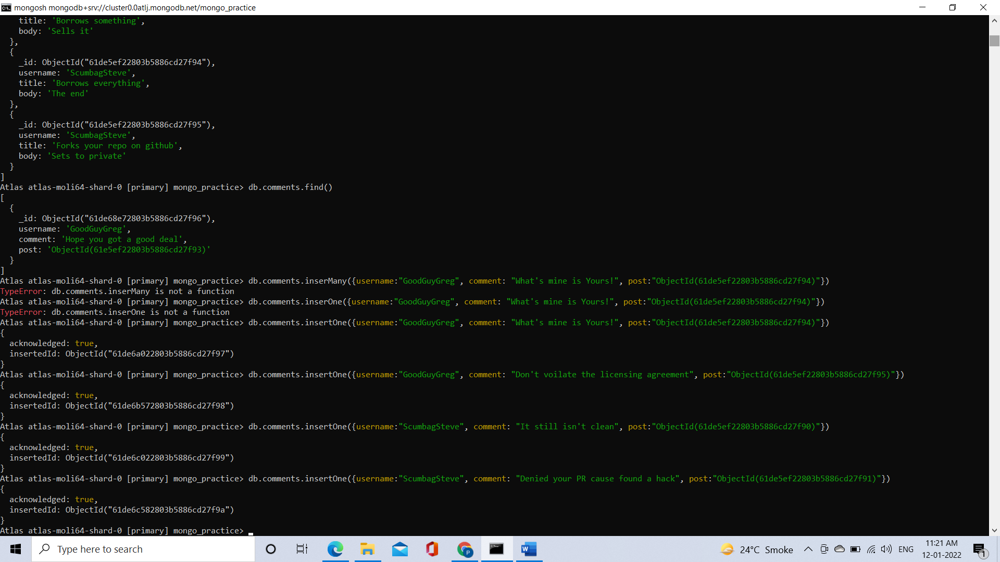 mongosh mongodb+srv://cluster0.0atlj.mongodb.net/mongo_practice
    title: 'Borrows something',
    body: 'Sells it'
  },
  {
    _id: ObjectId("61de5ef22803b5886cd27f94"),
    username: 'ScumbagSteve',
    title: 'Borrows everything',
    body: 'The end'
  },
  {
    _id: ObjectId("61de5ef22803b5886cd27f95"),
    username: 'ScumbagSteve',
    title: 'Forks your repo on github',
    body: 'Sets to private'
  }
]
Atlas atlas-moli64-shard-0 [primary] mongo_practice> db.comments.find()
[
  {
    _id: ObjectId("61de68e72803b5886cd27f96"),
    username: 'GoodGuyGreg',
    comment: 'Hope you got a good deal',
    post: 'ObjectId(61e5ef22803b5886cd27f93)'
  }
]
Atlas atlas-moli64-shard-0 [primary] mongo_practice> db.comments.inserMany({username:"GoodGuyGreg", comment: "What's mine is Yours!", post:"ObjectId(61de5ef22803b5886cd27f94)"})
TypeError: db.comments.inserMany is not a function
Atlas atlas-moli64-shard-0 [primary] mongo_practice> db.comments.inserOne({username:"GoodGuyGreg", comment: "What's mine is Yours!", post:"ObjectId(61de5ef22803b5886cd27f94)"})
TypeError: db.comments.inserOne is not a function
Atlas atlas-moli64-shard-0 [primary] mongo_practice> db.comments.insertOne({username:"GoodGuyGreg", comment: "What's mine is Yours!", post:"ObjectId(61de5ef22803b5886cd27f94)"})
{
  acknowledged: true,
  insertedId: ObjectId("61de6a022803b5886cd27f97")
}
Atlas atlas-moli64-shard-0 [primary] mongo_practice> db.comments.insertOne({username:"GoodGuyGreg", comment: "Don't voilate the licensing agreement", post:"ObjectId(61de5ef22803b5886cd27f95)"})
{
  acknowledged: true,
  insertedId: ObjectId("61de6b572803b5886cd27f98")
}
Atlas atlas-moli64-shard-0 [primary] mongo_practice> db.comments.insertOne({username:"ScumbagSteve", comment: "It still isn't clean", post:"ObjectId(61de5ef22803b5886cd27f90)"})
{
  acknowledged: true,
  insertedId: ObjectId("61de6c022803b5886cd27f99")
}
Atlas atlas-moli64-shard-0 [primary] mongo_practice> db.comments.insertOne({username:"ScumbagSteve", comment: "Denied your PR cause found a hack", post:"ObjectId(61de5ef22803b5886cd27f91)"})
{
  acknowledged: true,
  insertedId: ObjectId("61de6c582803b5886cd27f9a")
}
Atlas atlas-moli64-shard-0 [primary] mongo_practice>
Type here to search
24°C Smoke
ENG
11:21 AM
12-01-2022
1